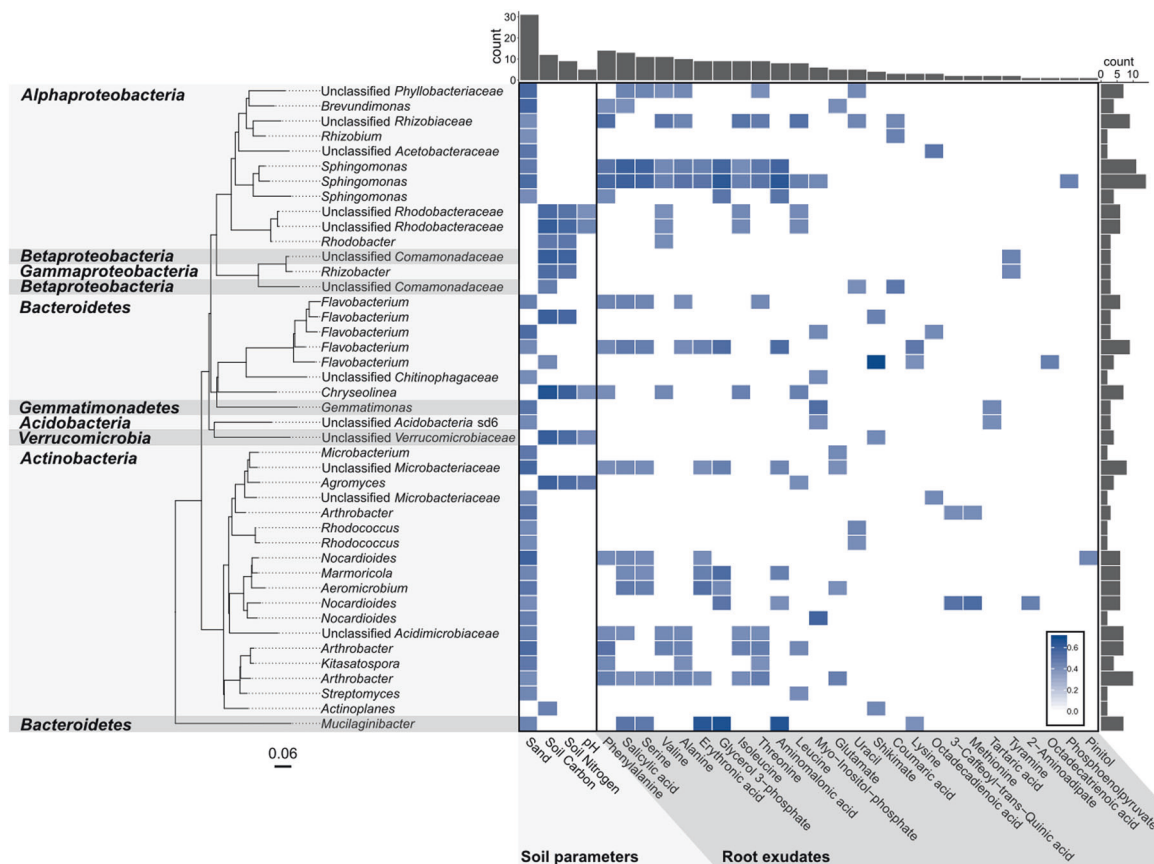 30
20
10
0
count
count
0 5 10
Alphaproteobacteria
Unclassified Phyllobacteriaceae
Brevundimonas
Unclassified Rhizobiaceae
Rhizobium
Unclassified Acetobacteraceae
Sphingomonas
Sphingomonas
Sphingomonas
Unclassified Rhodobacteraceae
Unclassified Rhodobacteraceae
Rhodobacter
Betaproteobacteria
Unclassified Comamonadaceae
Gammaproteobacteria
Rhizobacter
Betaproteobacteria
Unclassified Comamonadaceae
Bacteroidetes
Flavobacterium
Flavobacterium
Flavobacterium
Flavobacterium
Flavobacterium
Unclassified Chitinophagaceae
Chryseolinea
Gemmatimonadetes
Gemmatimonas
Acidobacteria
Unclassified Acidobacteria sd6
Verrucomicrobia
Unclassified Verrucomicrobiaceae
Actinobacteria
Microbacterium
Unclassified Microbacteriaceae
Agromyces
Unclassified Microbacteriaceae
Arthrobacter
Rhodococcus
Rhodococcus
Nocardioides
Marmoricola
Aeromicrobium
Nocardioides
Nocardioides
Unclassified Acidimicrobiaceae
Arthrobacter
Kitasatospora
Arthrobacter
Streptomyces
Actinoplanes
Bacteroidetes
Mucilaginibacter
0.6
0.4
0.2
0.0
0.06
Sand
Soil Carbon
Soil Nitrogen
pH
Phenylalanine
Salicylic acid
Serine
Valine
Alanine
Erythronic acid
Glycerol 3-phosphate
Isoleucine
Threonine
Aminomalonic acid
Leucine
Myo-Inositol-phosphate
Glutamate
Uracil
Shikimate
Coumaric acid
Lysine
Octadecadienoic acid
3-Caffeoyl-trans-Quinic acid
Methionine
Tartaric acid
Tyramine
2-Aminoadipate
Octadecatrienoic acid
Phosphoenolpyruvate
Pinitol
Soil parameters
Root exudates